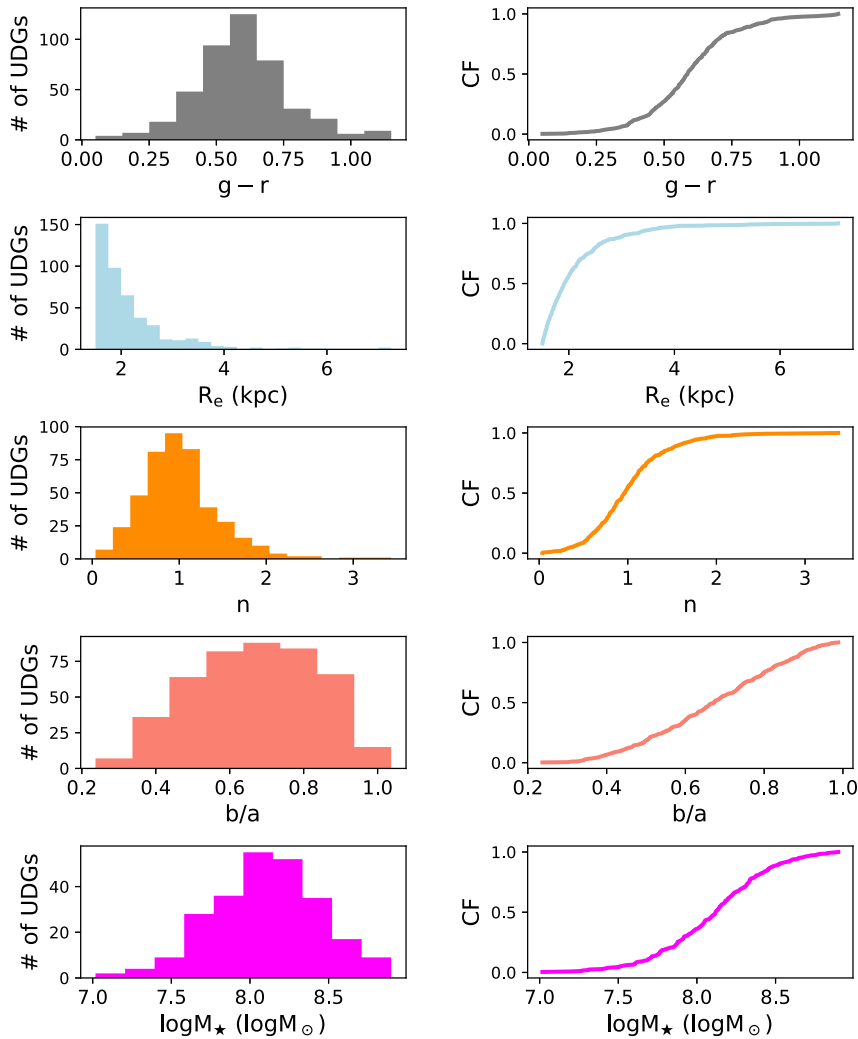 # of UDGs
100
50
0
0.00 0.25 0.50 0.75 1.00
g − r
CF
1.0
0.5
0.0
0.00 0.25 0.50 0.75 1.00
g − r
# of UDGs
150
100
50
0
2 4 6
Re (kpc)
CF
1.0
0.5
0.0
2 4 6
Re (kpc)
# of UDGs
100
75
50
25
0
0 1 2 3
n
CF
1.0
0.5
0.0
0 1 2 3
n
# of UDGs
75
50
25
0
0.2 0.4 0.6 0.8 1.0
b/a
CF
1.0
0.5
0.0
0.2 0.4 0.6 0.8 1.0
b/a
# of UDGs
40
20
0
7.0 7.5 8.0 8.5
logM★ (logM⊙)
CF
1.0
0.5
0.0
7.0 7.5 8.0 8.5
logM★ (logM⊙)